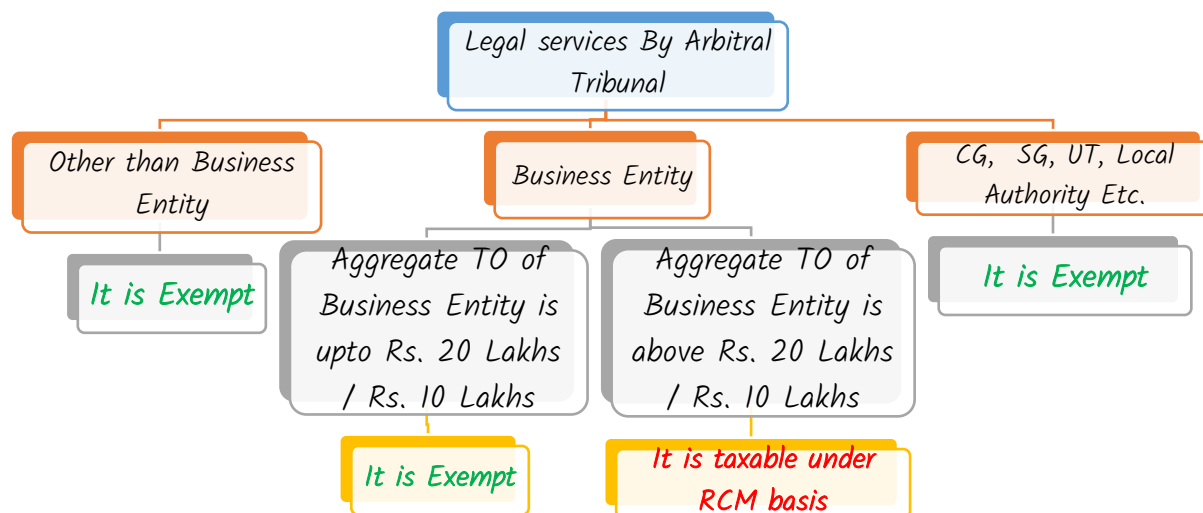 Legal services By Arbitral
Tribunal
Other than Business
Entity
Business Entity
CG, SG, UT, Local
Authority Etc.
It is Exempt
Aggregate TO of
Business Entity is
upto Rs. 20 Lakhs
/ Rs. 10 Lakhs
Aggregate TO of
Business Entity is
above Rs. 20 Lakhs
/ Rs. 10 Lakhs
It is Exempt
It is Exempt
It is taxable under
RCM basis